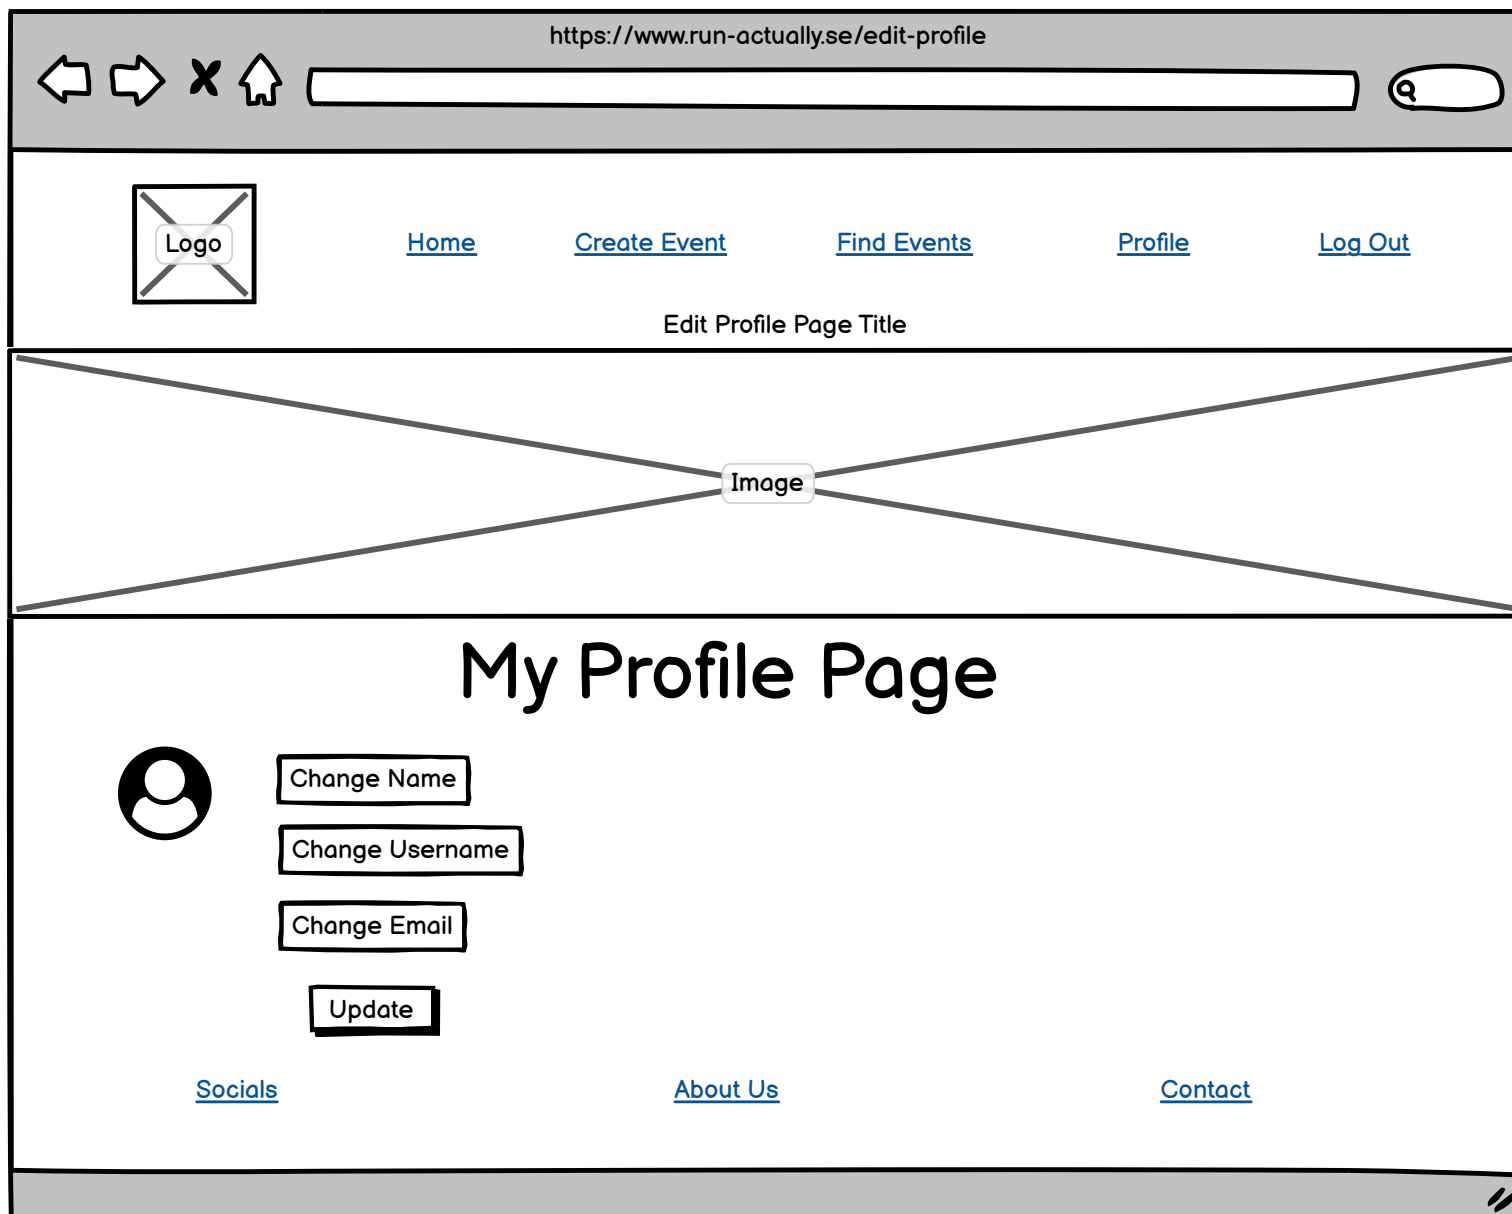 https://www.run-actually.se/edit-profile
Logo
Home
Create Event
Find Events
Profile
Log Out
Edit Profile Page Title
Image
My Profile Page
Change Name
Change Username
Change Email
Update
Socials
About Us
Contact